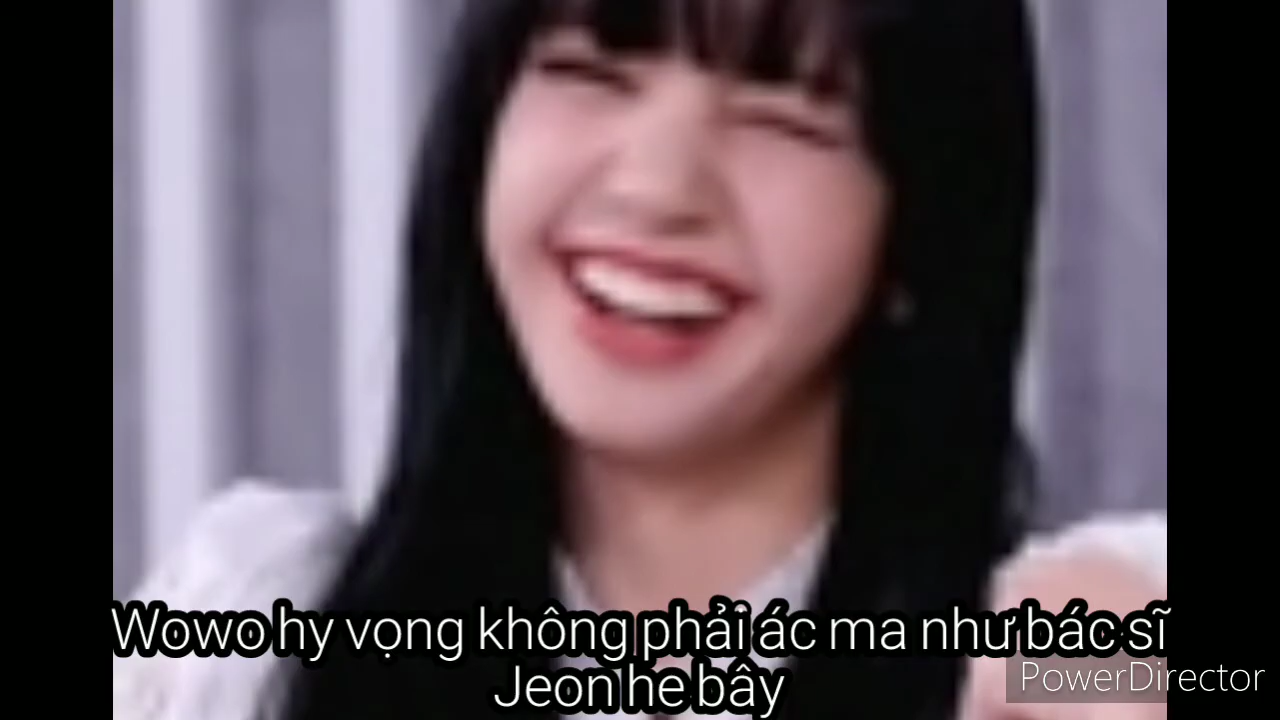 Wowo hy vọng không phải ác ma như bác sĩ
Jeon he bây
PowerDirector